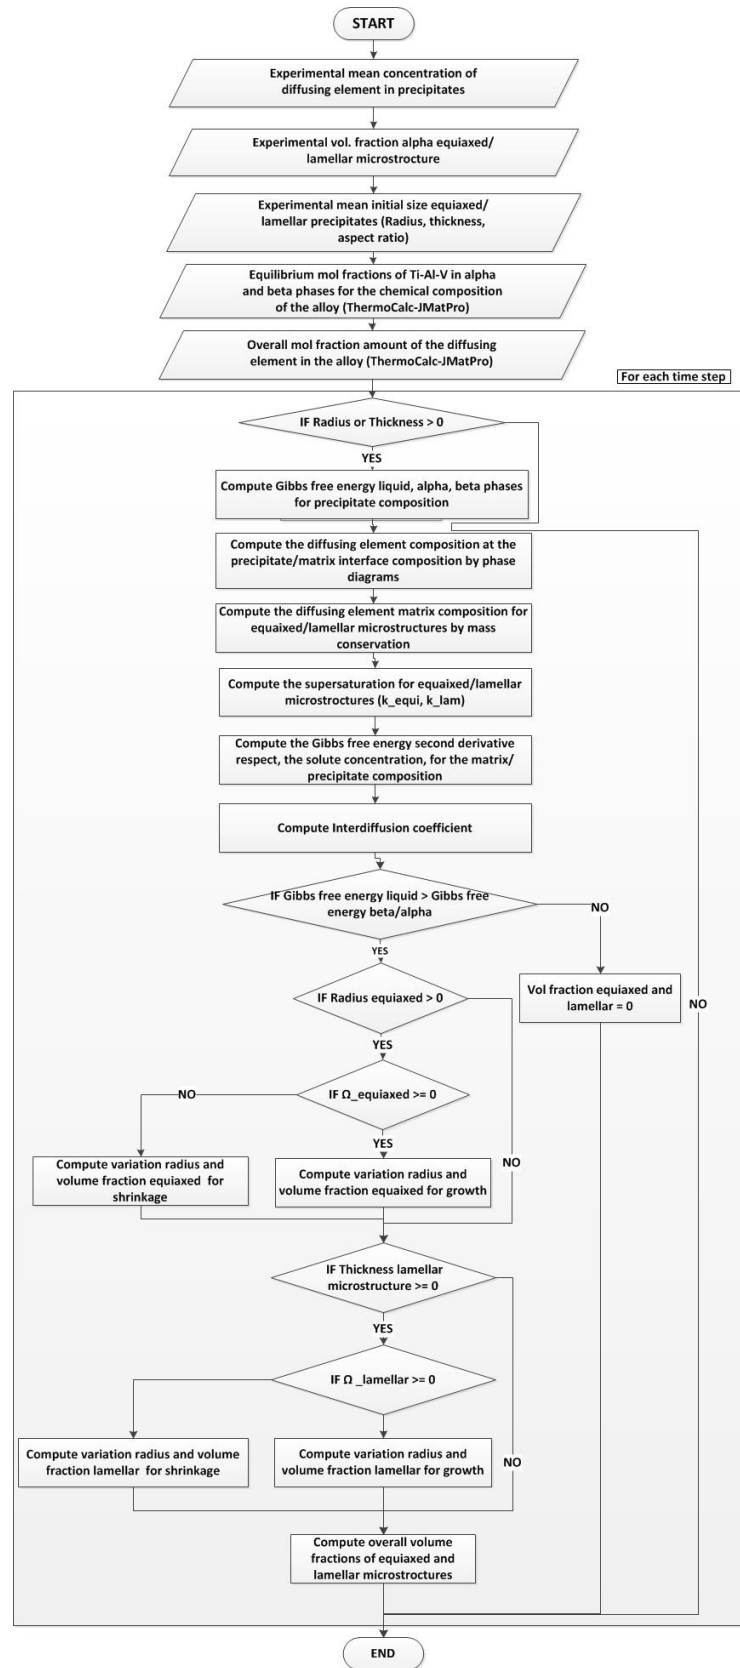 START
Experimental mean concentration of
diffusing element in precipitates
Experimental vol. fraction alpha equiaxed/
lamellar microstrocture
Experimental mean initial size equiaxed/
lamellar precipitates (Radius, thickness,
aspect ratio)
Equilibrium mol fractions of Ti-Al-V in alpha
and beta phases for the chemical composition
of the alloy (ThermoCalc-JMatPro)
Overall mol fraction amount of the diffusing
element in the alloy (ThermoCalc-JMatPro)
For each time step
IF Radius or Thickness > 0
YES
Compute Gibbs free energy liquid, alpha, beta phases
for precipitate composition
Compute the diffusing element composition at the
precipitate/matrix interface composition by phase
diagrams
Compute the diffusing element matrix composition for
equaixed/lamellar microstructures by mass
conservation
Compute the supersaturation for equaixed/lamellar
microstroctures (k_equi, k_lam)
Compute the Gibbs free energy second derivative
respect, the solute concentration, for the matrix/
precipitate composition
Compute Interdiffusion coefficient
IF Gibbs free energy liquid > Gibbs free
energy beta/alpha
NO
YES
IF Radius equiaxed > 0
Vol fraction equiaxed and
lamellar = 0
NO
YES
IF Ω_equiaxed >= 0
NO
YES
NO
Compute variation radius and
volume fraction equiaxed for
shrinkage
Compute variation radius and
volume fraction equaixed for growth
IF Thickness lamellar
microstructure >= 0
YES
IF Ω _lamellar >= 0
Compute variation radius and volume
fraction lamellar for shrinkage
Compute variation radius and
volume fraction lamellar for growth
NO
Compute overall volume
fractions of equiaxed and
lamellar microstroctures
END